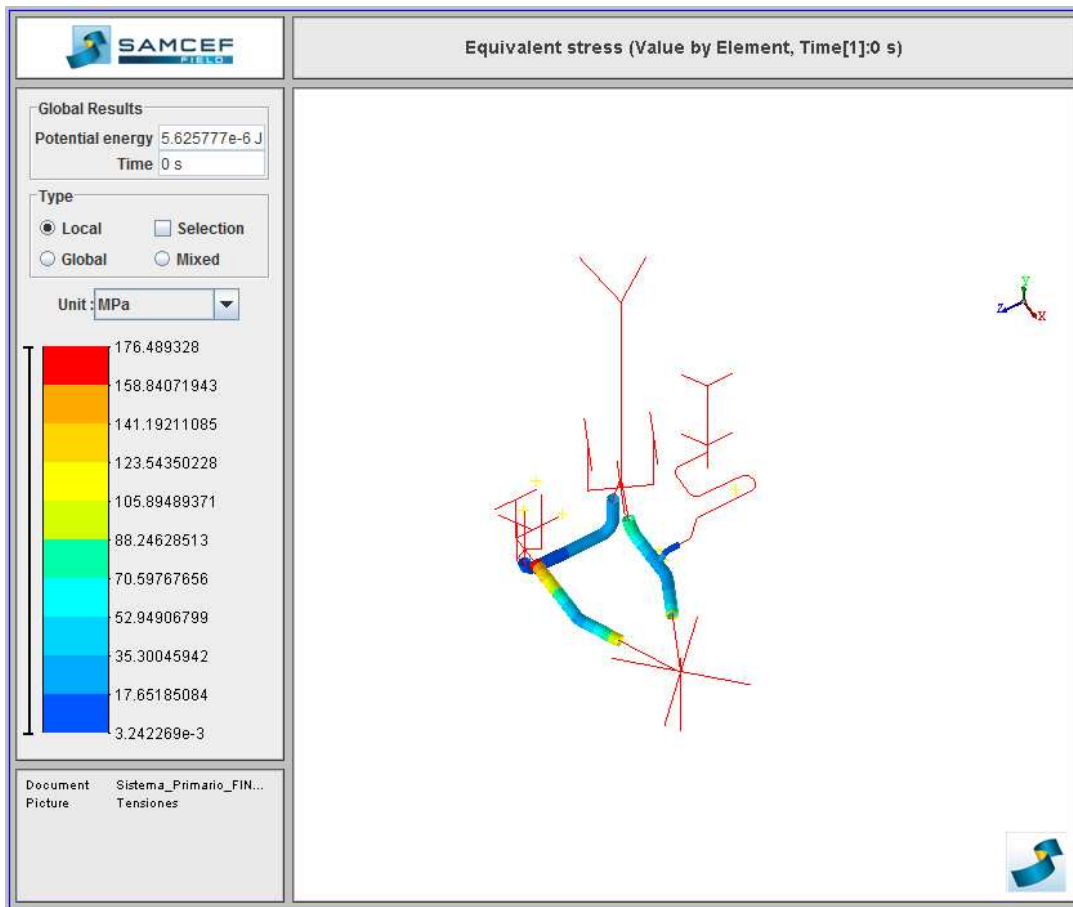 SAMCEF
FIELD
Equivalent stress (Value by Element, Time[1]:0 s)
Global Results
Potential energy 5.625777e-6 J
Time 0 s
Type
Local Selection
Global Mixed
Unit : MPa
176.489328
158.84071943
141.19211085
123.54350228
105.89489371
88.24628513
70.59767656
52.94906799
35.30045942
17.65185084
3.242269e-3
Document Sistema_Primario_FIN...
Picture Tensiones
Y
Z
X